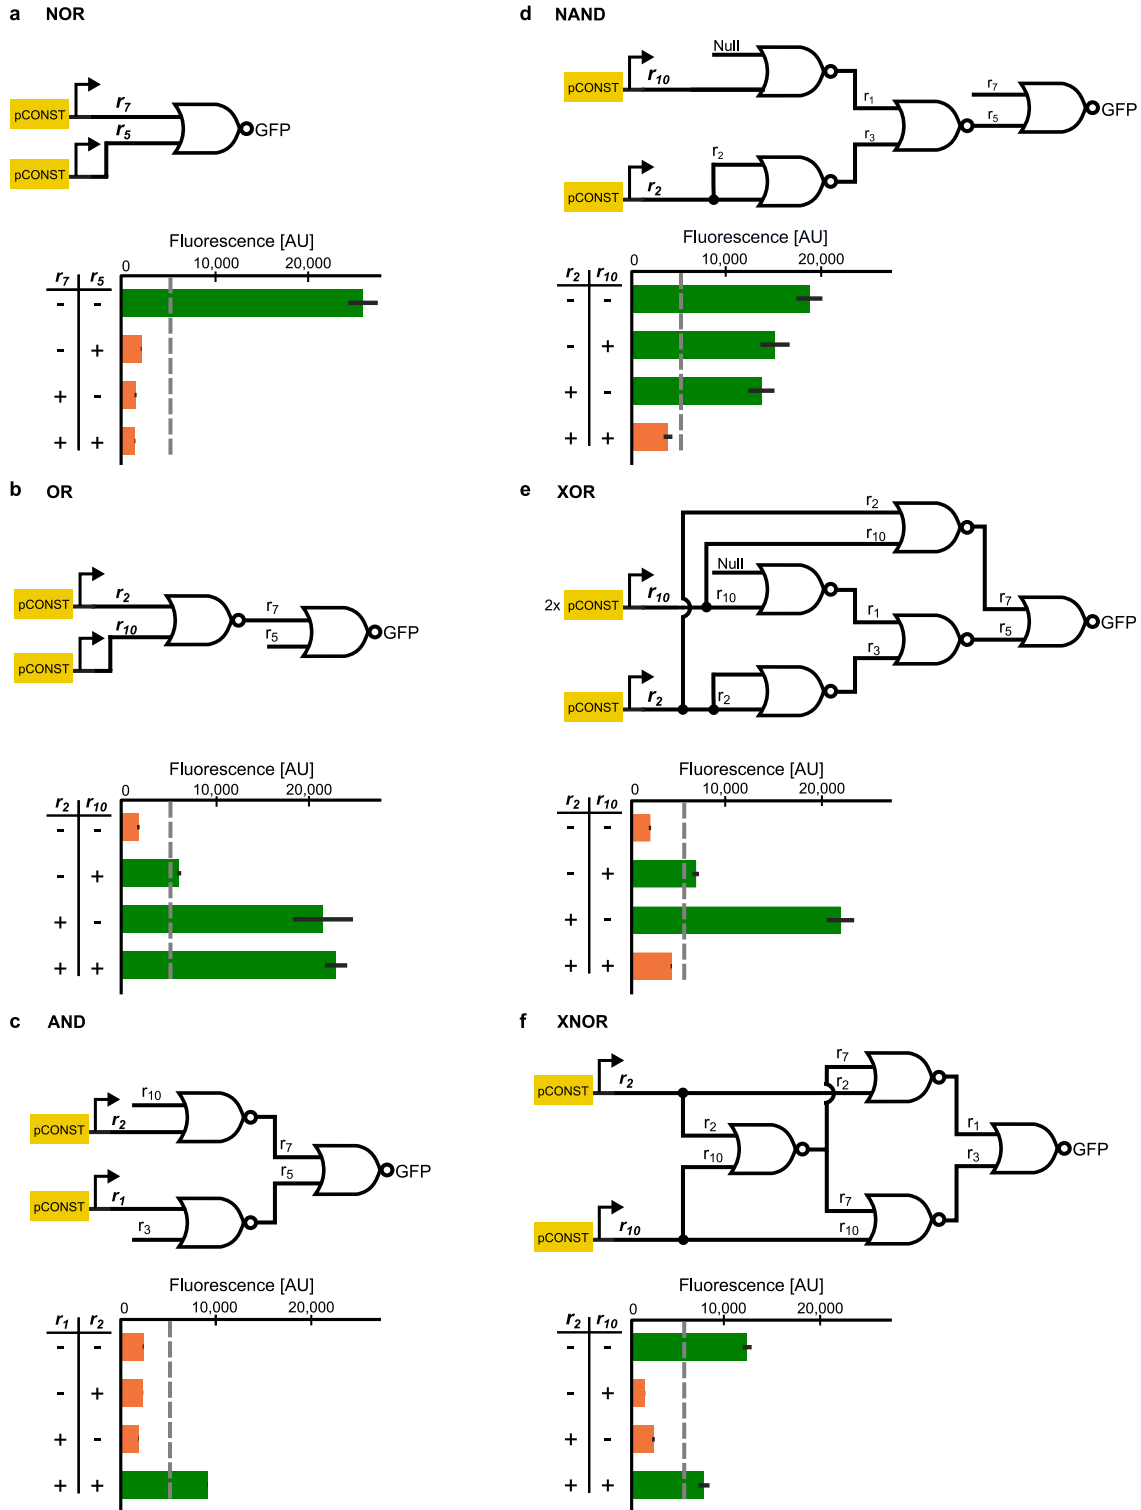 a NOR
pCONST
r7
r5
pCONST
GFP
Fluorescence [AU]
0 10,000 20,000
r7 r5
- -
- +
+ -
+ +
b OR
pCONST
r2
r10
pCONST
r7
r5
GFP
Fluorescence [AU]
0 10,000 20,000
r2 r10
- -
- +
+ -
+ +
c AND
r10
pCONST
r2
r7
r5
GFP
pCONST
r1
r3
Fluorescence [AU]
0 10,000 20,000
r1 r2
- -
- +
+ -
+ +
d NAND
Null
pCONST
r10
r1
r7
r5
GFP
r3
r2
pCONST
r2
Fluorescence [AU]
0 10,000 20,000
r2 r10
- -
- +
+ -
+ +
e XOR
r2
r10
Null
2x pCONST
r10
r10
r1
r7
r5
GFP
r3
pCONST
r2
r2
Fluorescence [AU]
0 10,000 20,000
r2 r10
- -
- +
+ -
+ +
f XNOR
r7
pCONST
r2
r2
r2
r10
r1
r3
GFP
r7
r10
pCONST
r10
Fluorescence [AU]
0 10,000 20,000
r2 r10
- -
- +
+ -
+ +